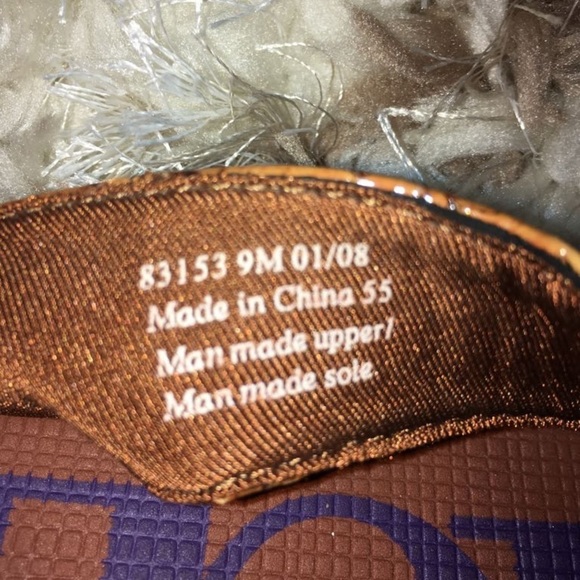 83153 9M 01/08
Made in China 55
Man made upper/
Man made sole